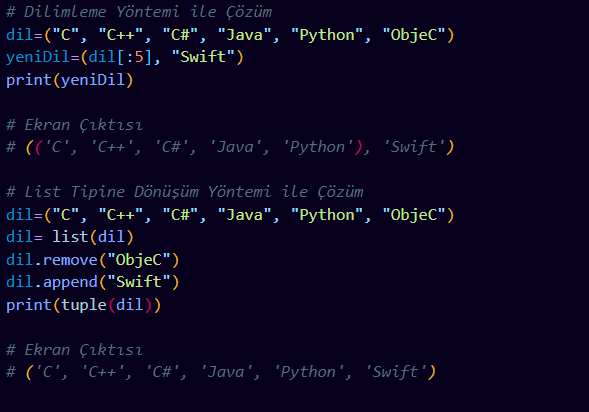 # Dilimleme Yöntemi ile Çözüm
dil=("C", "C++", "C#", "Java", "Python", "ObjeC")
yeniDil=(dil[:5], "Swift")
print(yeniDil)
# Ekran Çıktısı
# (('C', 'C++', 'C#', 'Java', 'Python'), 'Swift')
# List Tipine Dönüşüm Yöntemi ile Çözüm
dil=("C", "C++", "C#", "Java", "Python", "ObjeC")
dil= list(dil)
dil.remove("ObjeC")
dil.append("Swift")
print(tuple(dil))
# Ekran Çıktısı
# ('C', 'C++', 'C#', 'Java', 'Python', 'Swift')